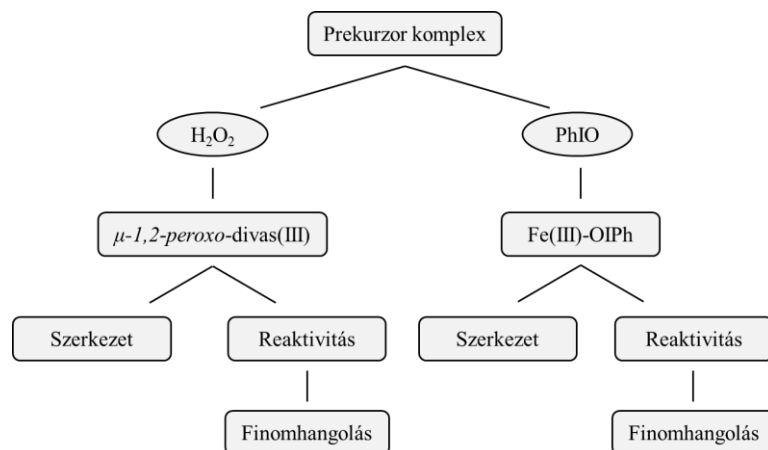 Prekurzor komplex
H₂O₂
PhIO
μ-1,2-peroxo-divas(III)
Fe(III)-OIPh
Szerkezet
Reaktivitás
Szerkezet
Reaktivitás
Finomhangolás
Finomhangolás